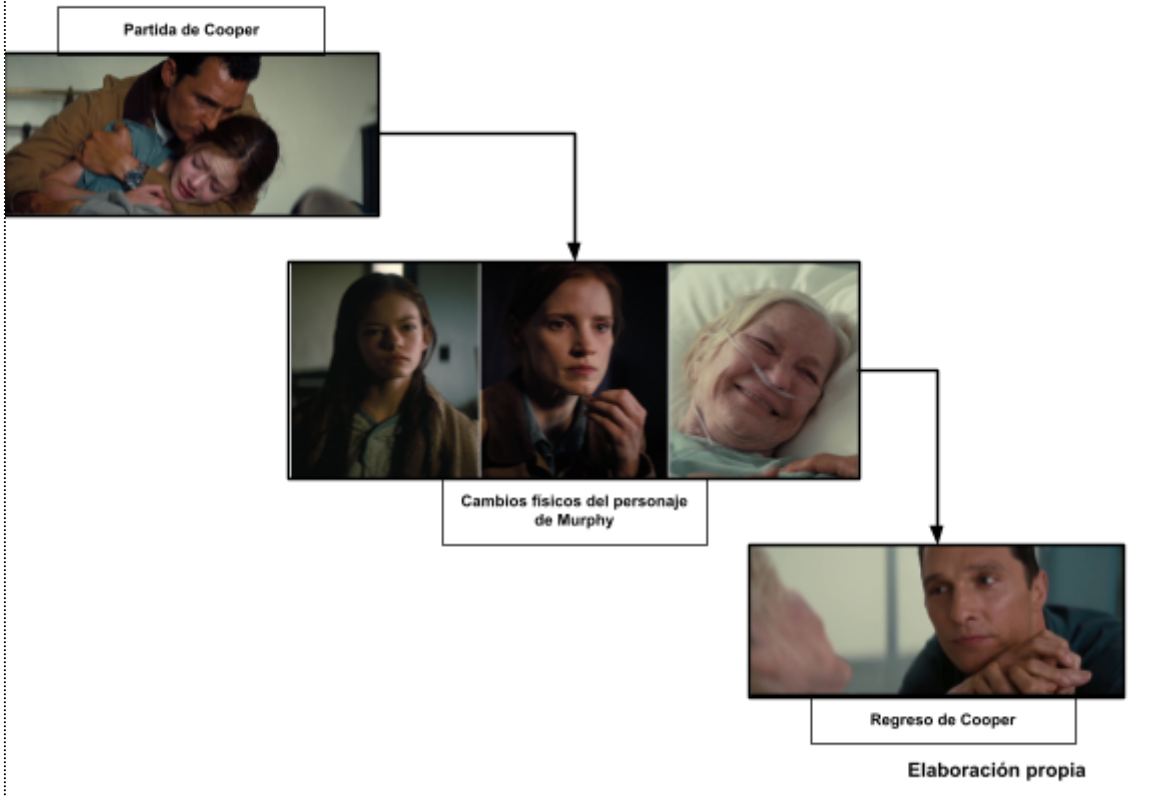 Partida de Cooper
Cambios físicos del personaje
de Murphy
Regreso de Cooper
Elaboración propia